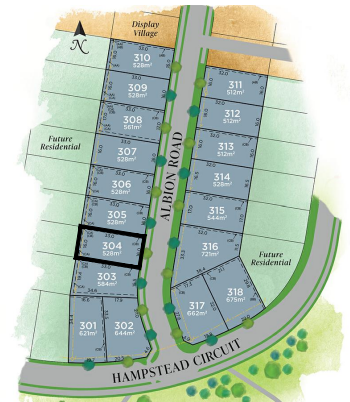 Display
Village
N
310
528m²
309
528m²
308
561m²
307
528m²
306
528m²
305
528m²
304
528m²
303
584m²
301
621m²
302
644m²
Future
Residential
ALBION ROAD
311
512m²
312
512m²
313
512m²
314
528m²
315
544m²
316
721m²
317
662m²
318
675m²
Future
Residential
HAMPSTEAD CIRCUIT